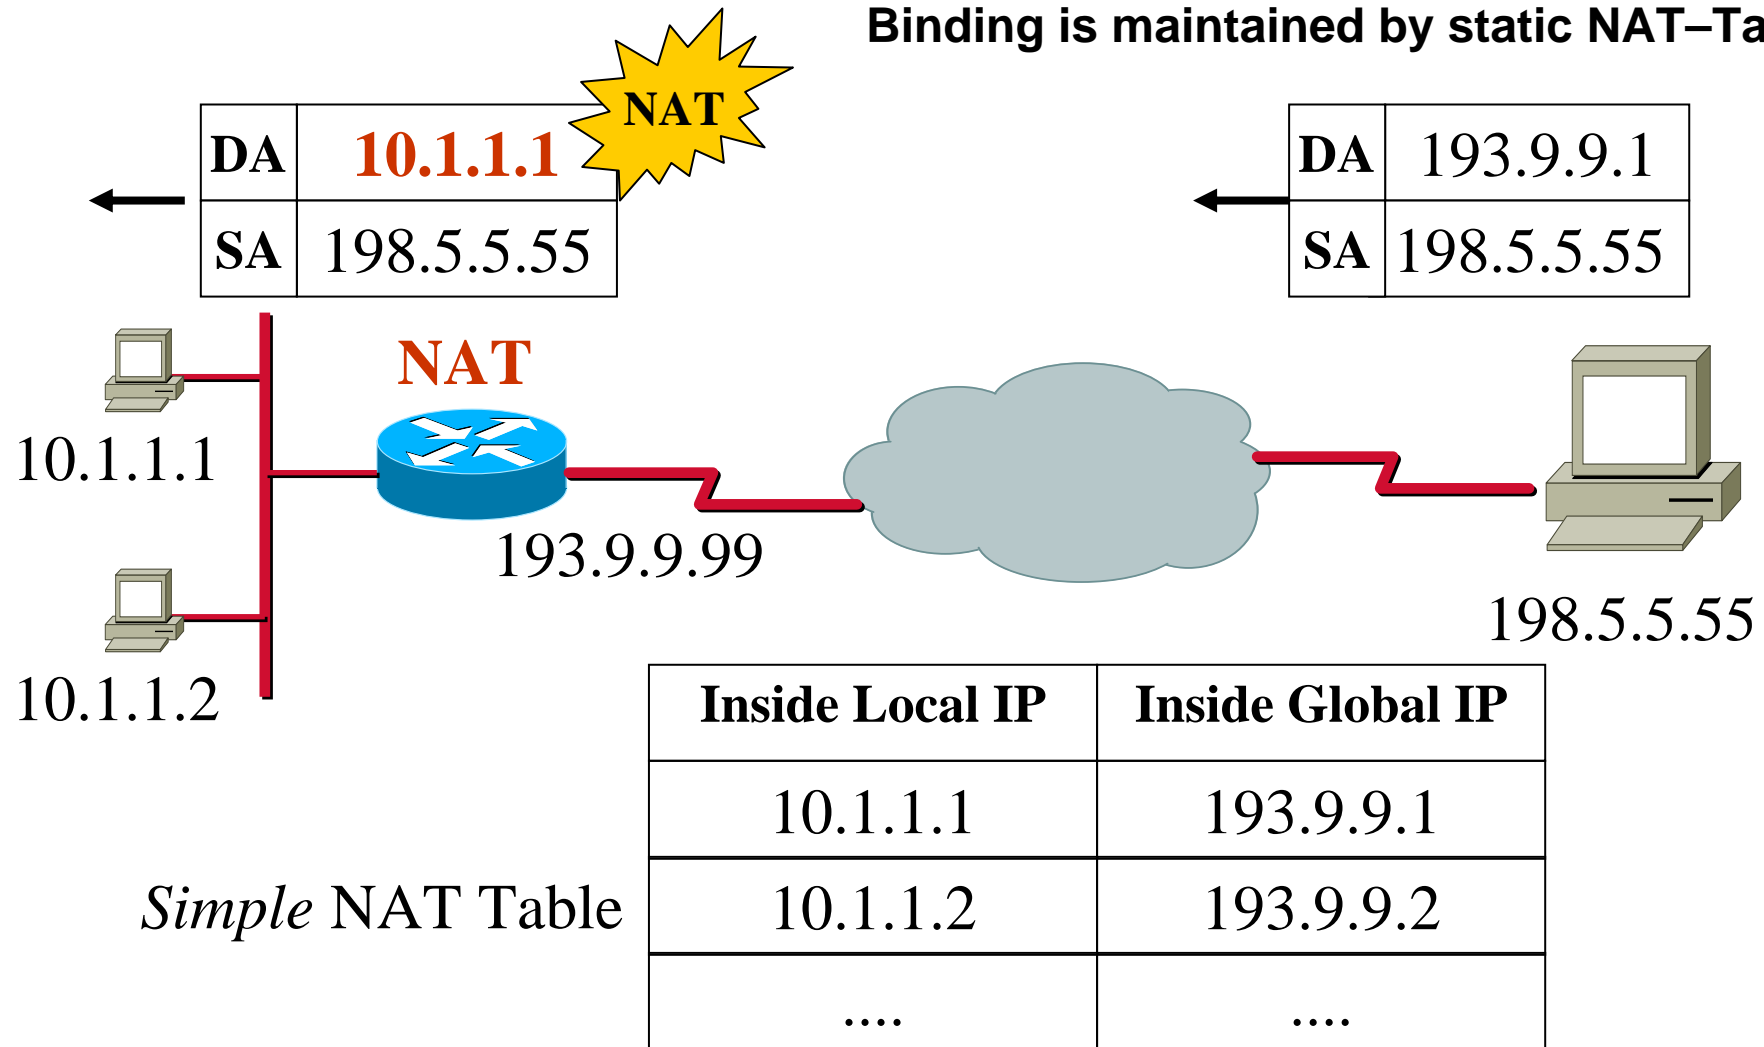 Binding is maintained by static NAT–Ta
NAT
DA 10.1.1.1
SA 198.5.5.55
DA 193.9.9.1
SA 198.5.5.55
NAT
10.1.1.1
193.9.9.99
10.1.1.2
198.5.5.55
Simple NAT Table
Inside Local IP Inside Global IP
10.1.1.1 193.9.9.1
10.1.1.2 193.9.9.2
.... ....